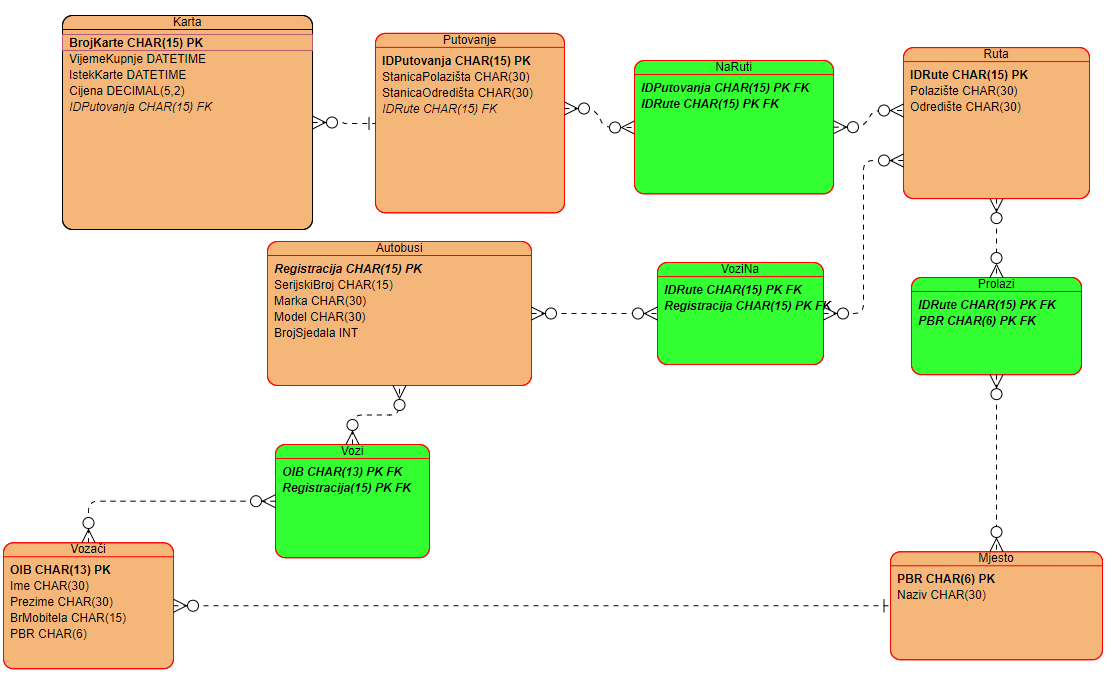 Karta
BrojKarte CHAR(15) PK
VijemeKupnje DATETIME
IstekKarte DATETIME
Cijena DECIMAL(5,2)
IDPutovanja CHAR(15) FK
Putovanje
IDPutovanja CHAR(15) PK
StanicaPolazišta CHAR(30)
StanicaOdredišta CHAR(30)
IDRute CHAR(15) FK
NaRuti
IDPutovanja CHAR(15) PK FK
IDRute CHAR(15) PK FK
Ruta
IDRute CHAR(15) PK
Polazište CHAR(30)
Odredište CHAR(30)
Autobusi
Registracija CHAR(15) PK
SerijskiBroj CHAR(15)
Marka CHAR(30)
Model CHAR(30)
BrojSjedala INT
VoziNa
IDRute CHAR(15) PK FK
Registracija CHAR(15) PK FK
Prolazi
IDRute CHAR(15) PK FK
PBR CHAR(6) PK FK
Vozi
OIB CHAR(13) PK FK
Registracija(15) PK FK
Vozači
OIB CHAR(13) PK
Ime CHAR(30)
Prezime CHAR(30)
BrMobitela CHAR(15)
PBR CHAR(6)
Mjesto
PBR CHAR(6) PK
Naziv CHAR(30)